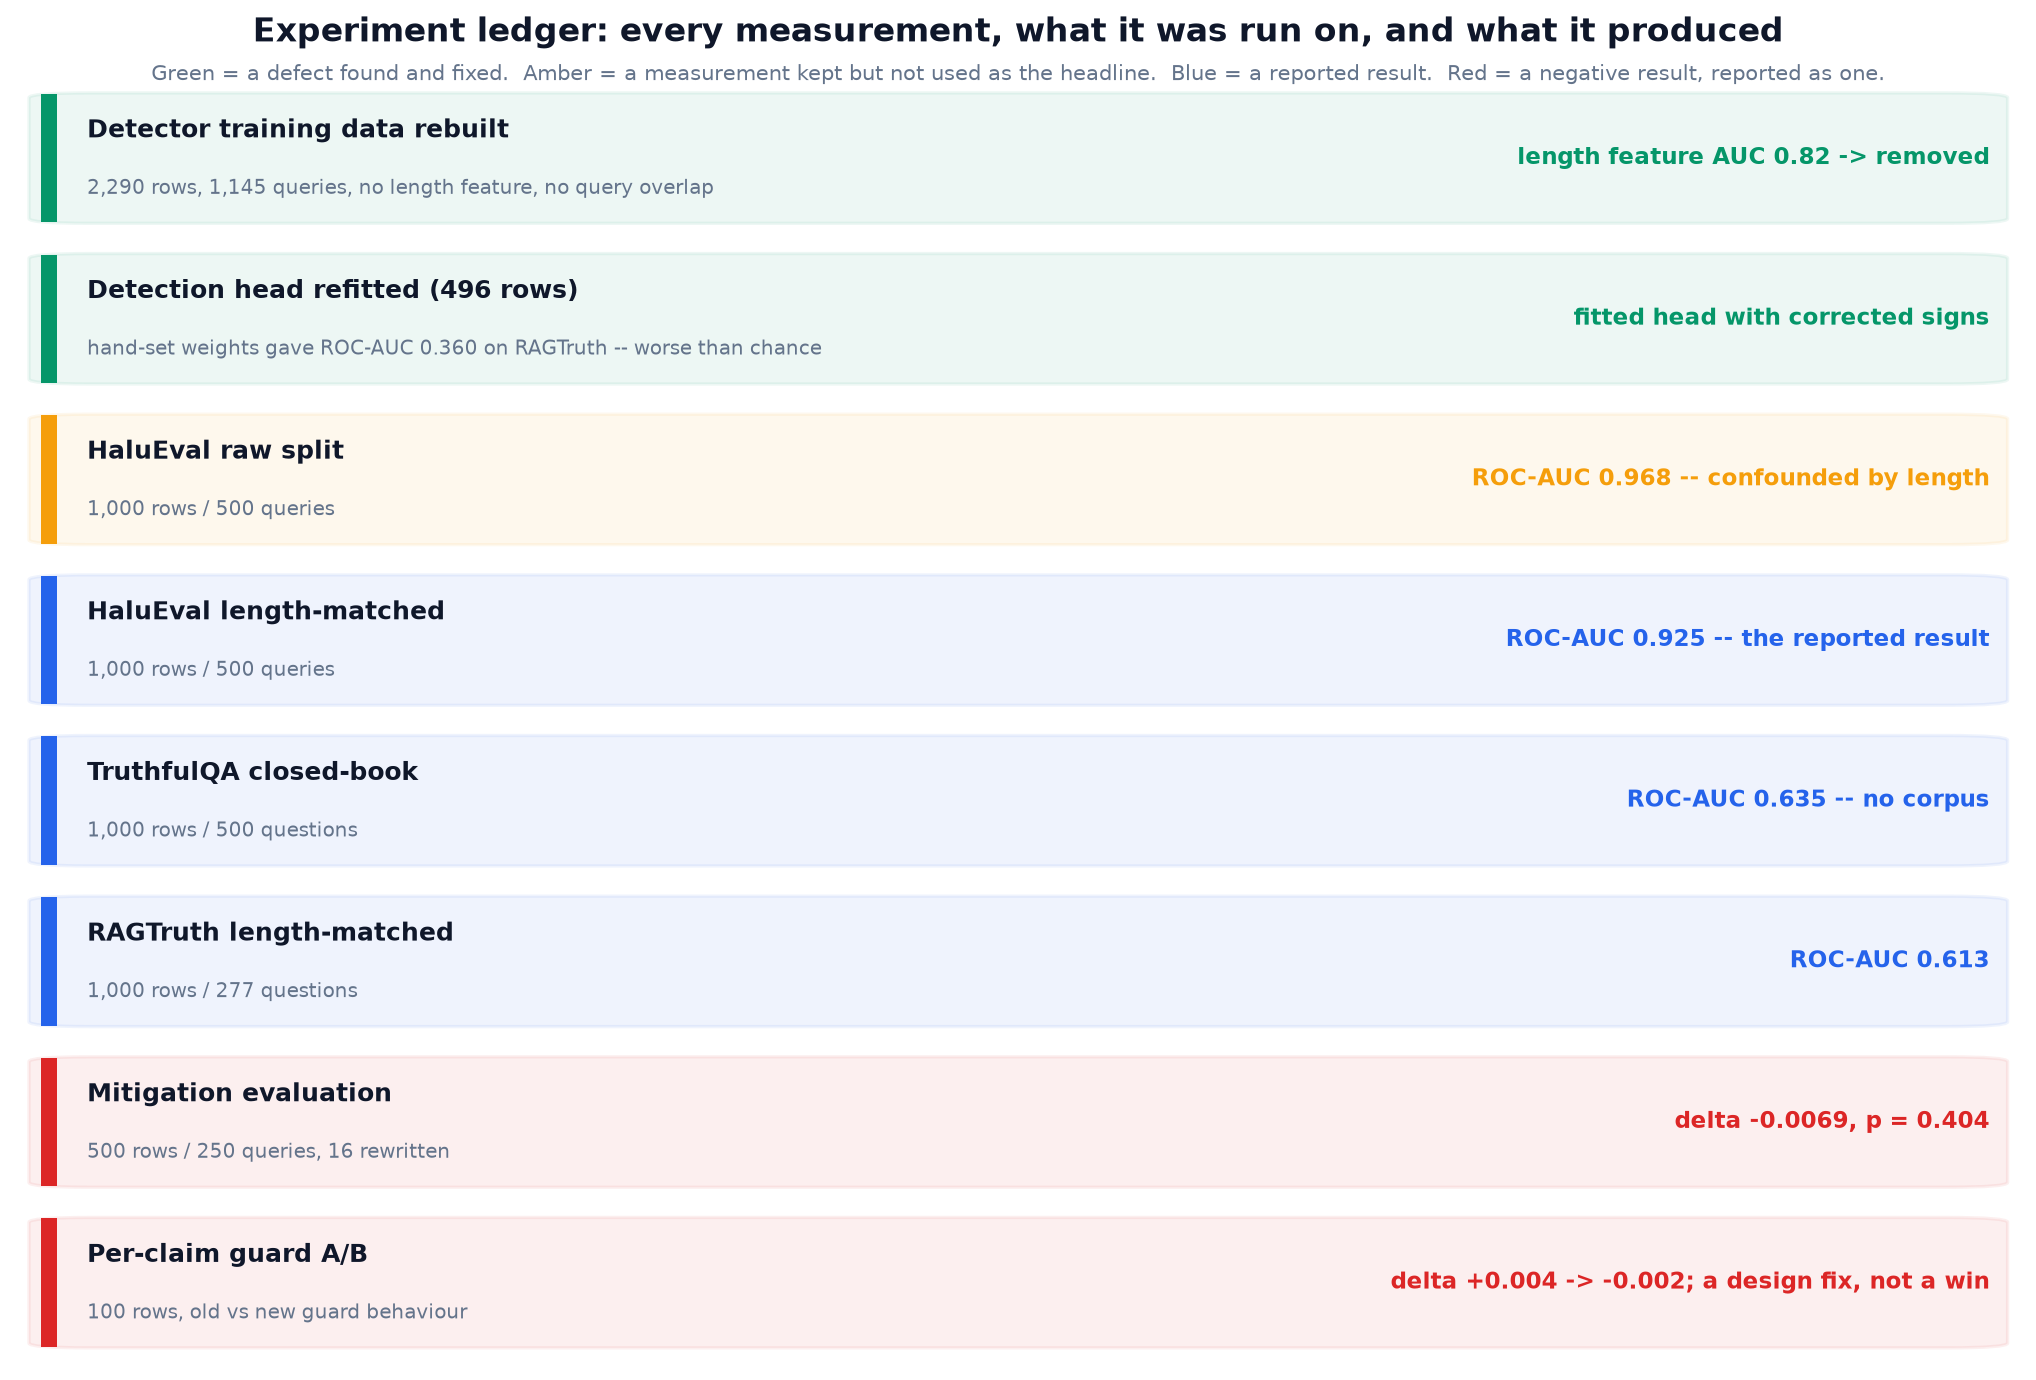 Experiment ledger: every measurement, what it was run on, and what it produced
Green = a defect found and fixed.  Amber = a measurement kept but not used as the headline.  Blue = a reported result.  Red = a negative result, reported as one.
Detector training data rebuilt
length feature AUC 0.82 -> removed
2,290 rows, 1,145 queries, no length feature, no query overlap
Detection head refitted (496 rows)
fitted head with corrected signs
hand-set weights gave ROC-AUC 0.360 on RAGTruth -- worse than chance
HaluEval raw split
ROC-AUC 0.968 -- confounded by length
1,000 rows / 500 queries
HaluEval length-matched
ROC-AUC 0.925 -- the reported result
1,000 rows / 500 queries
TruthfulQA closed-book
ROC-AUC 0.635 -- no corpus
1,000 rows / 500 questions
RAGTruth length-matched
ROC-AUC 0.613
1,000 rows / 277 questions
Mitigation evaluation
delta -0.0069, p = 0.404
500 rows / 250 queries, 16 rewritten
Per-claim guard A/B
delta +0.004 -> -0.002; a design fix, not a win
100 rows, old vs new guard behaviour